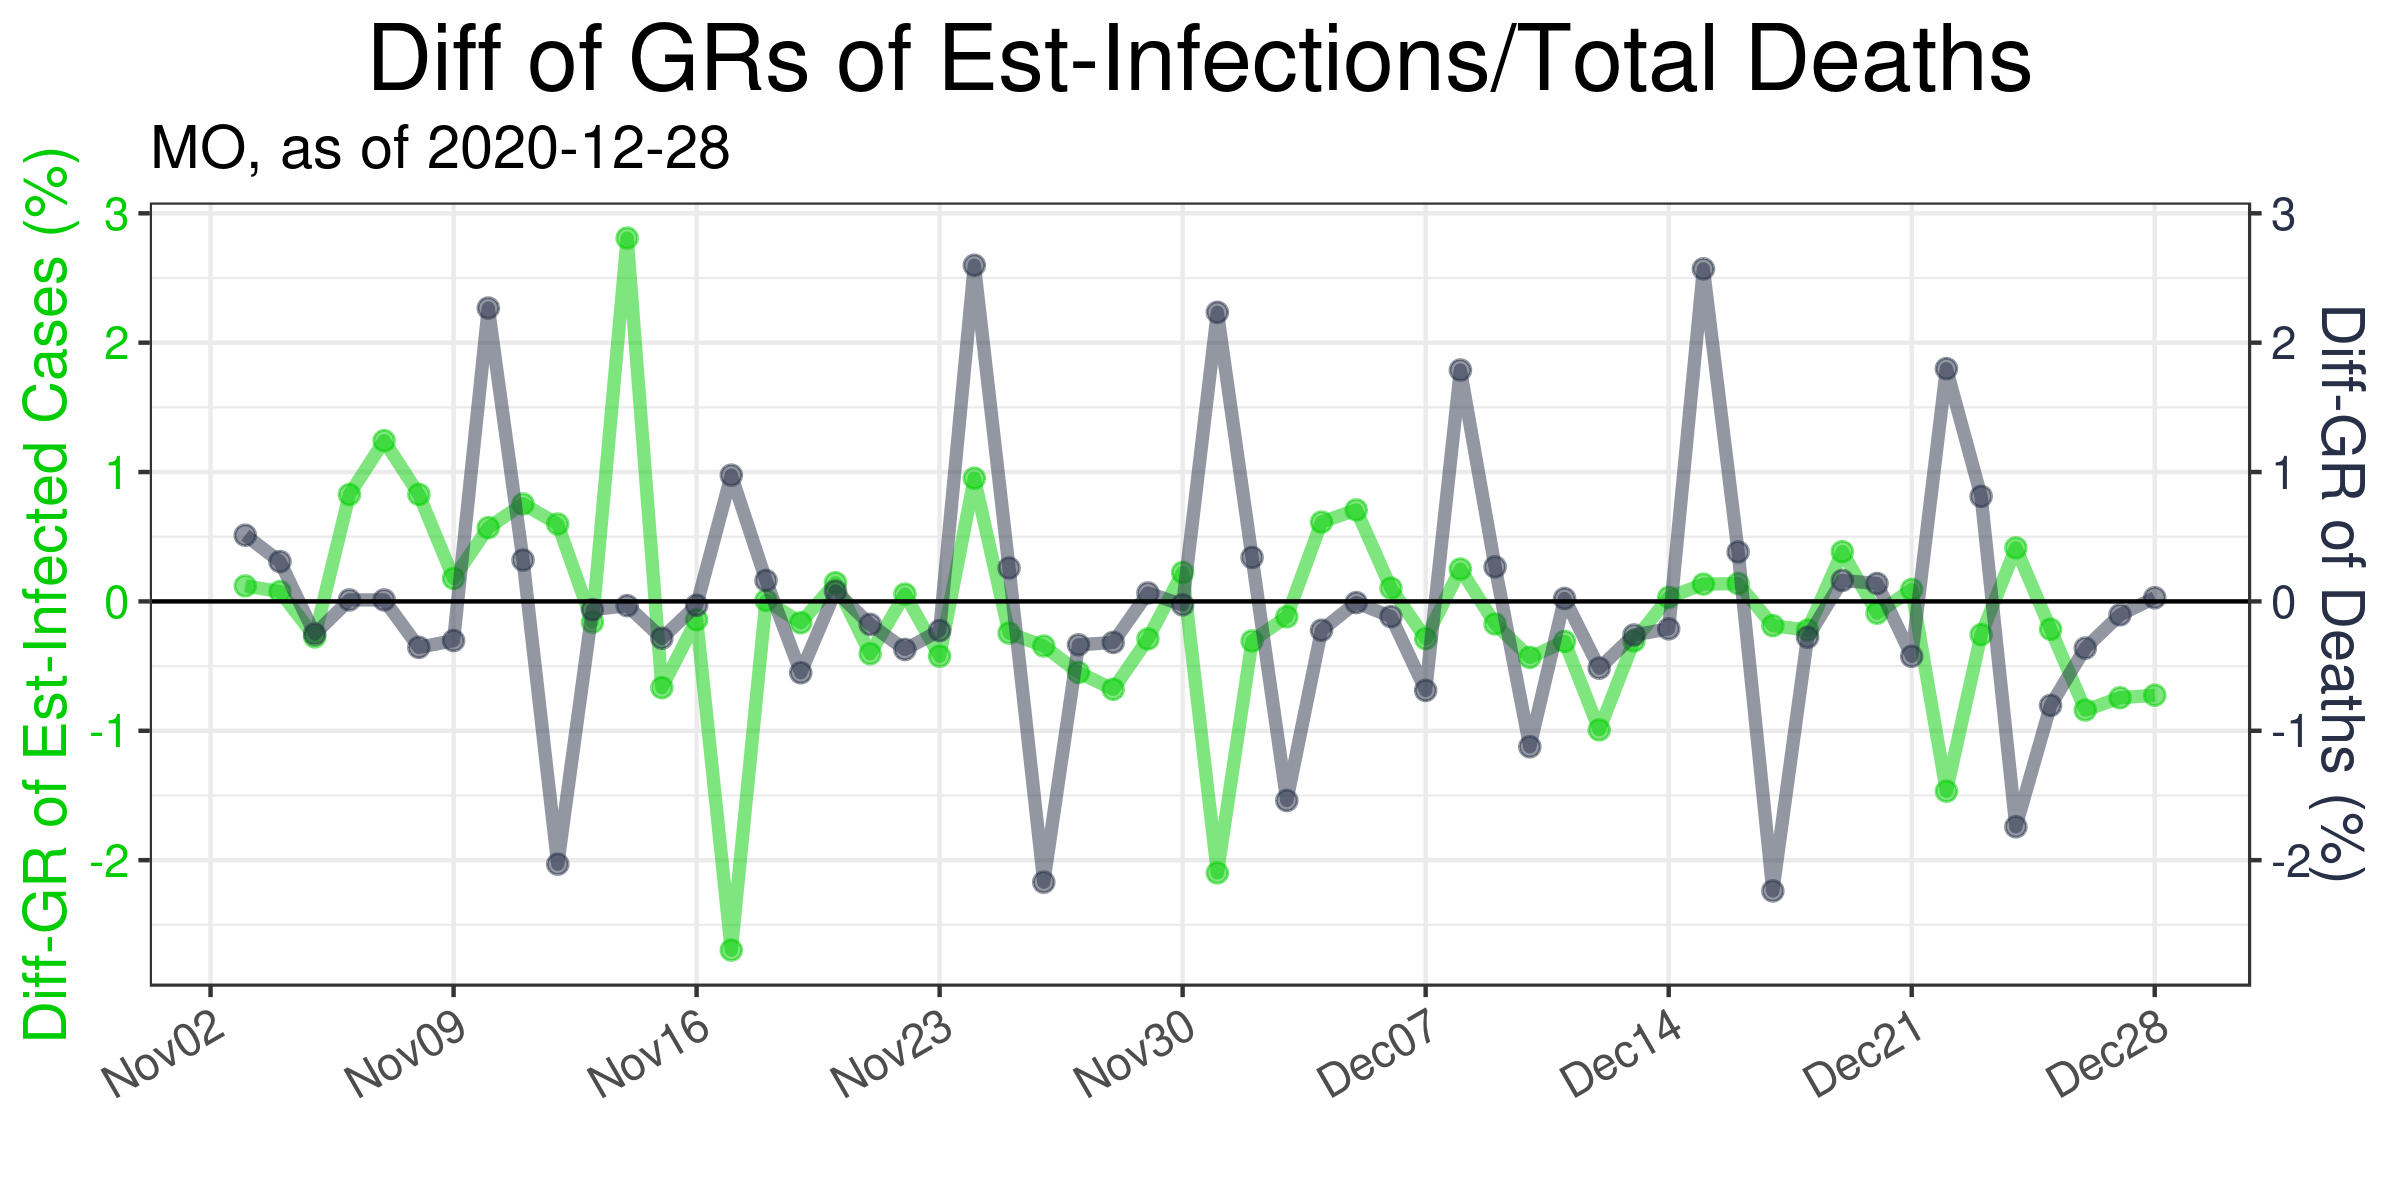 Diff of GRs of Est-Infections/Total Deaths
MO, as of 2020-12-28
Diff-GR of Est-Infected Cases (%)
3
2
1
0
-1
-2
3
2
1
0
-1
-2
Diff-GR of Deaths (%)
Nov02
Nov09
Nov16
Nov23
Nov30
Dec07
Dec14
Dec21
Dec28